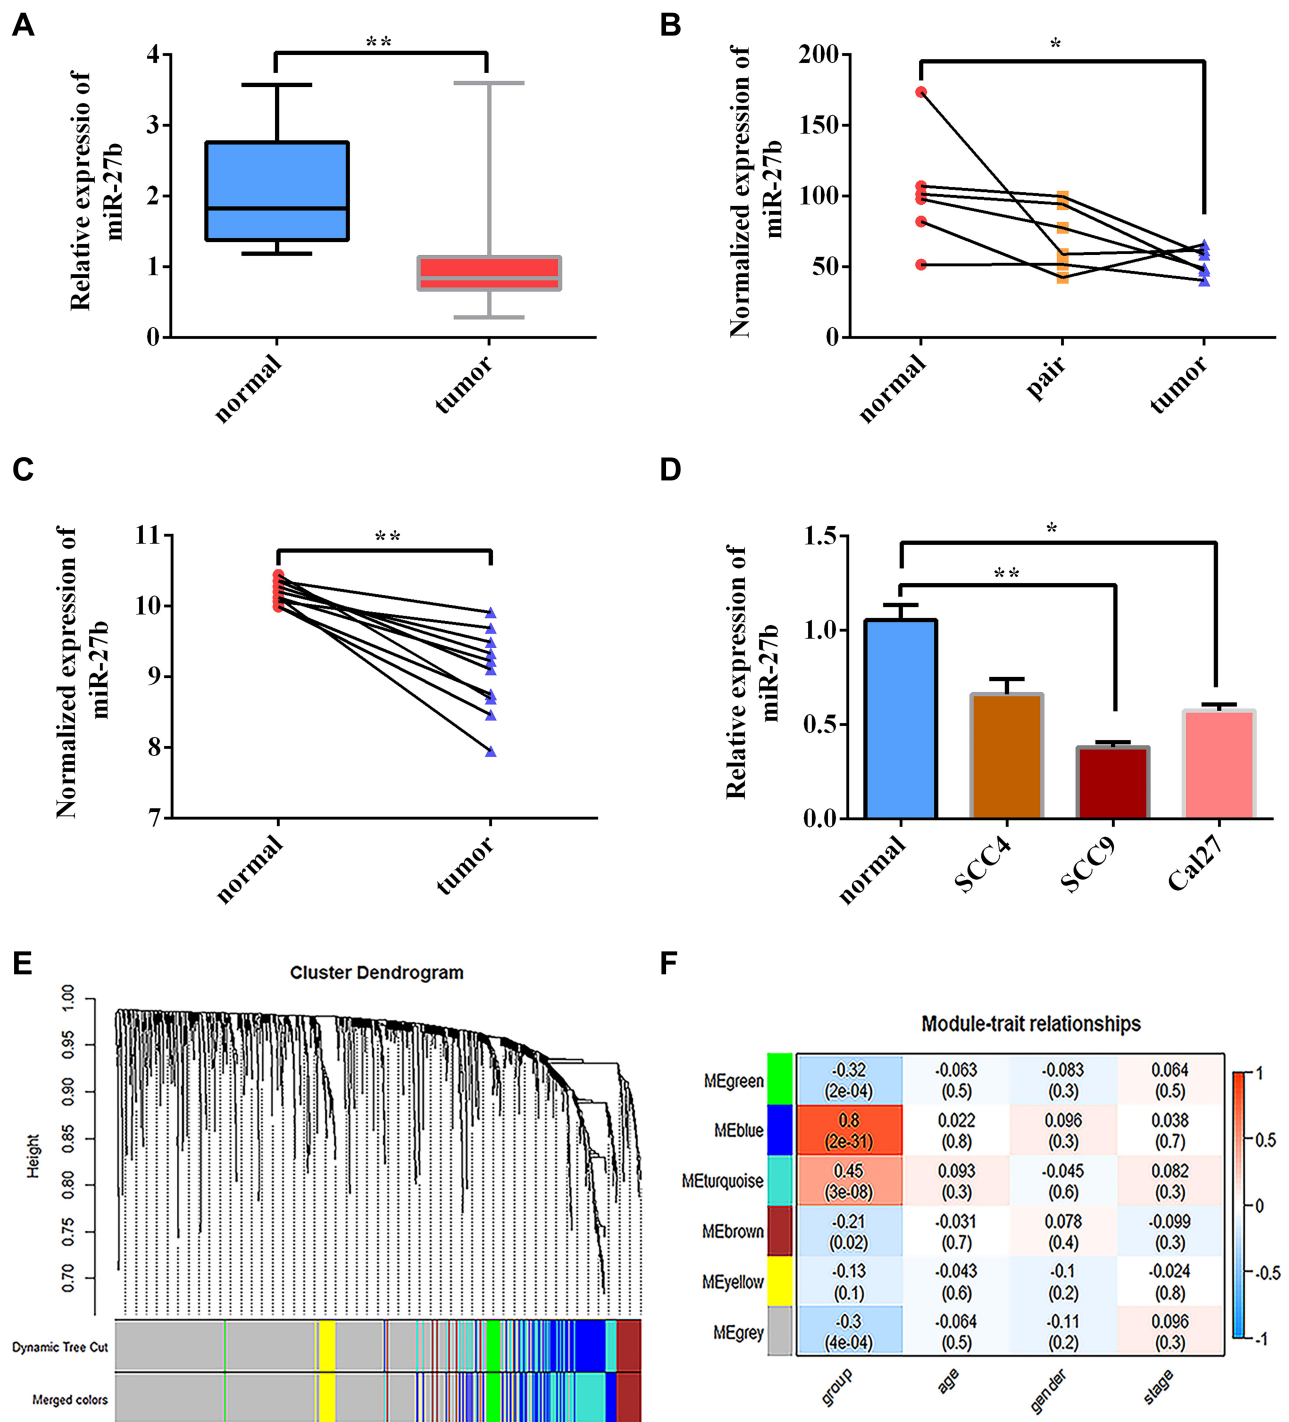 A
Relative expressio of
miR-27b
4
3
2
1
0
**
normal
tumor
B
Normalized expression of
miR-27b
200
150
100
50
0
*
normal
pair
tumor
C
Normalized expression of
miR-27b
11
10
9
8
7
**
normal
tumor
D
Relative expression of
miR-27b
1.5
1.0
0.5
0.0
*
**
normal
SCC4
SCC9
Cal27
E
Cluster Dendrogram
Height
1.00
0.95
0.90
0.85
0.80
0.75
0.70
Dynamic Tree Cut
Merged colors
F
Module-trait relationships
MEgreen -0.32 -0.063 -0.083 0.064
(2e-04) (0.5) (0.3) (0.5)
MEblue 0.8 0.022 0.096 0.038
(2e-31) (0.8) (0.3) (0.7)
MEturquoise 0.45 0.093 -0.045 0.082
(3e-08) (0.3) (0.6) (0.3)
MEbrown -0.21 -0.031 0.078 -0.099
(0.02) (0.7) (0.4) (0.3)
MEyellow -0.13 -0.043 -0.1 -0.024
(0.1) (0.6) (0.2) (0.8)
MEgrey -0.3 -0.064 -0.11 0.096
(4e-04) (0.5) (0.2) (0.3)
group age gender stage
1
0.5
0
-0.5
-1